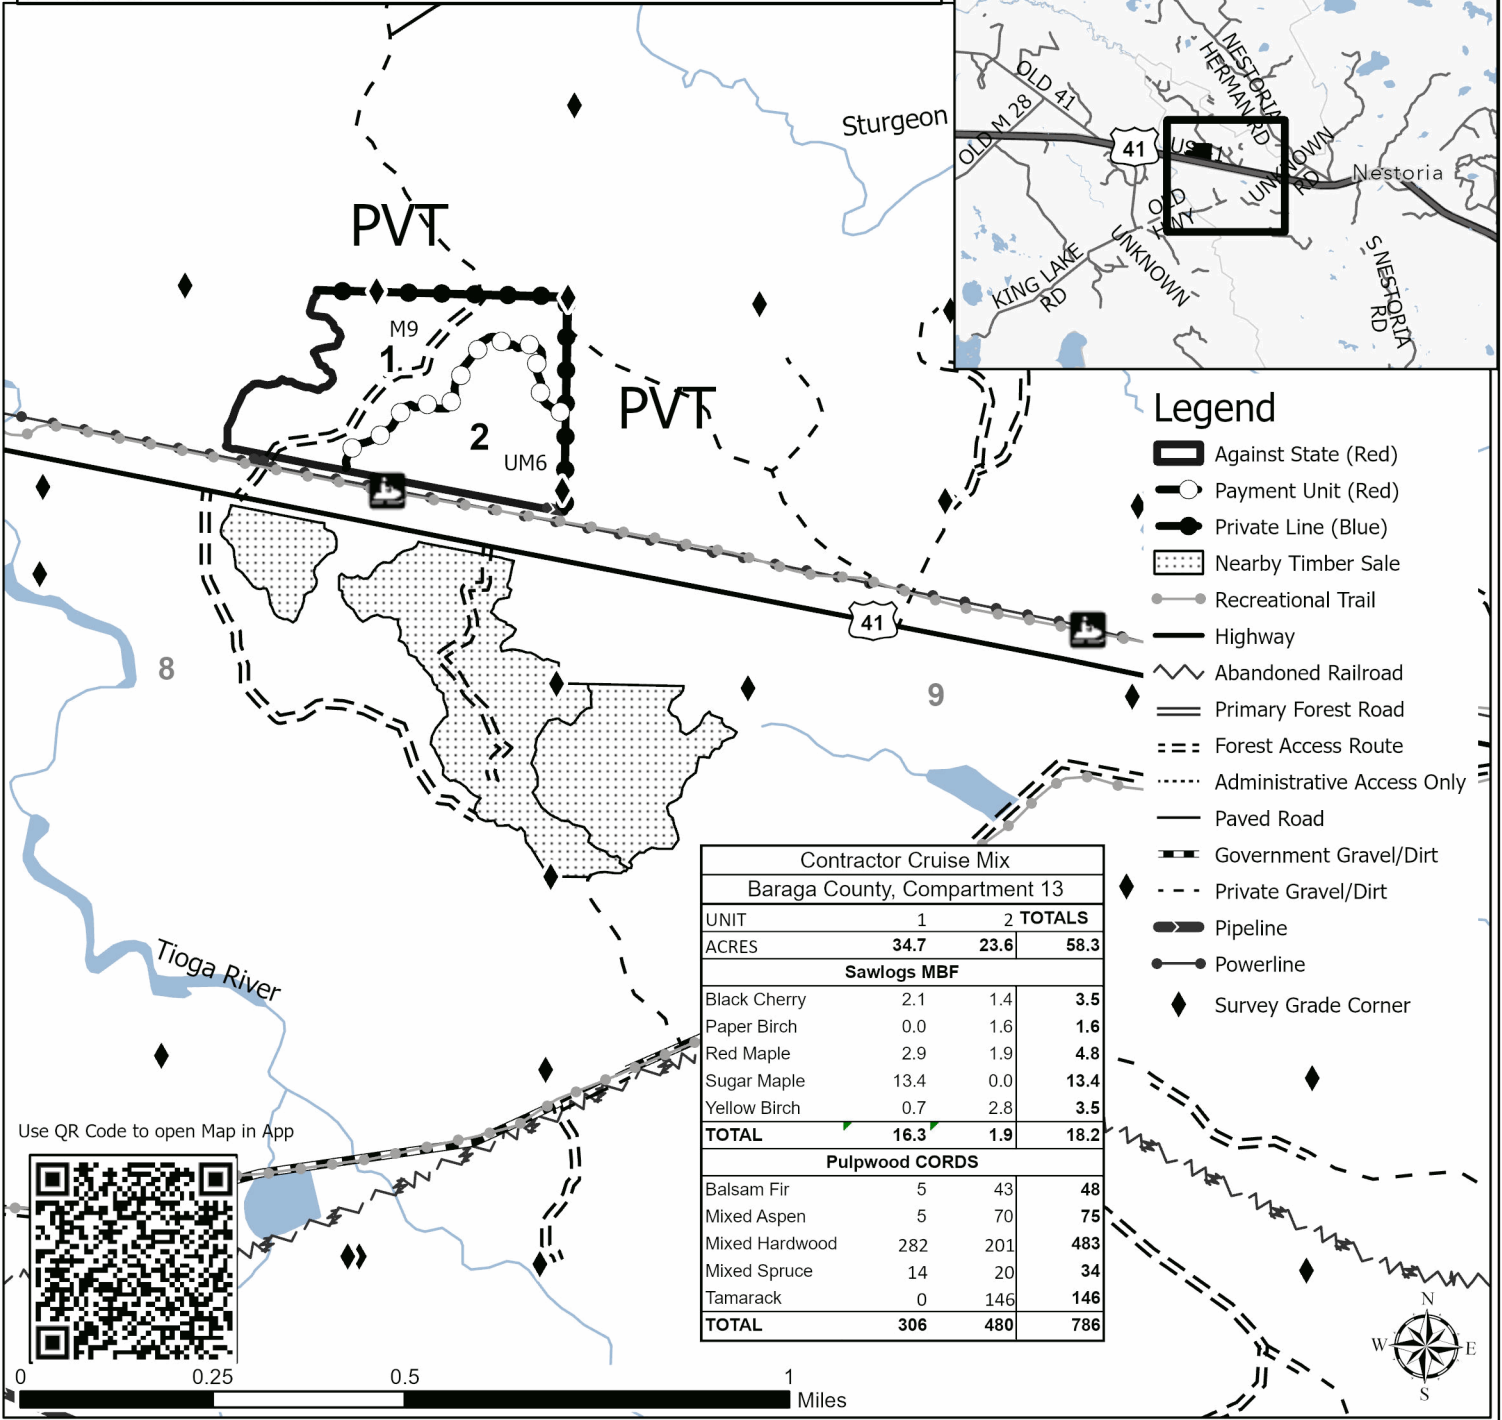 Sturgeon
PVT
M9
1
2
UM6
PVT
41
8
9
Tioga River
OLD 41
OLD M 28
NESTORIA
HERMAN RD
41
US 41
UNKNOWN
RD
Nestoria
OLD
HWY
UNKNOWN
KING LAKE
RD
S NESTORIA
RD
Legend
Against State (Red)
Payment Unit (Red)
Private Line (Blue)
Nearby Timber Sale
Recreational Trail
Highway
Abandoned Railroad
Primary Forest Road
Forest Access Route
Administrative Access Only
Paved Road
Government Gravel/Dirt
Private Gravel/Dirt
Pipeline
Powerline
Survey Grade Corner
Contractor Cruise Mix
Baraga County, Compartment 13
UNIT 1 2 TOTALS
ACRES 34.7 23.6 58.3
Sawlogs MBF
Black Cherry 2.1 1.4 3.5
Paper Birch 0.0 1.6 1.6
Red Maple 2.9 1.9 4.8
Sugar Maple 13.4 0.0 13.4
Yellow Birch 0.7 2.8 3.5
TOTAL 16.3 1.9 18.2
Pulpwood CORDS
Balsam Fir 5 43 48
Mixed Aspen 5 70 75
Mixed Hardwood 282 201 483
Mixed Spruce 14 20 34
Tamarack 0 146 146
TOTAL 306 480 786
Use QR Code to open Map in App
0 0.25 0.5 1
Miles
N
W E
S